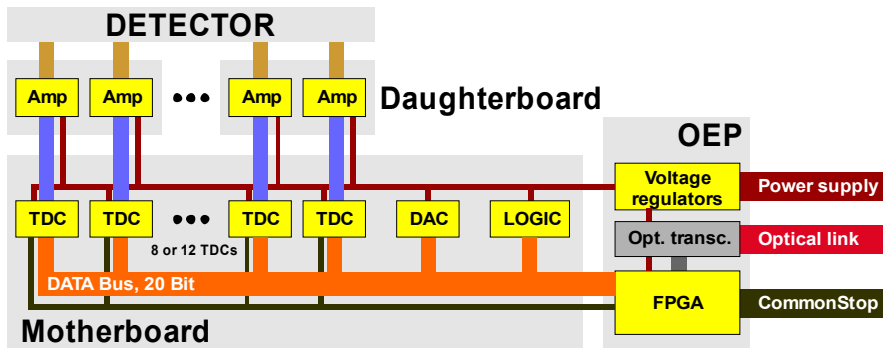 DETECTOR
Amp
Amp
Amp
Amp
Daughterboard
OEP
Voltage
regulators
Power supply
TDC
TDC
TDC
TDC
DAC
LOGIC
8 or 12 TDCs
Opt. transc.
Optical link
DATA Bus, 20 Bit
FPGA
CommonStop
Motherboard